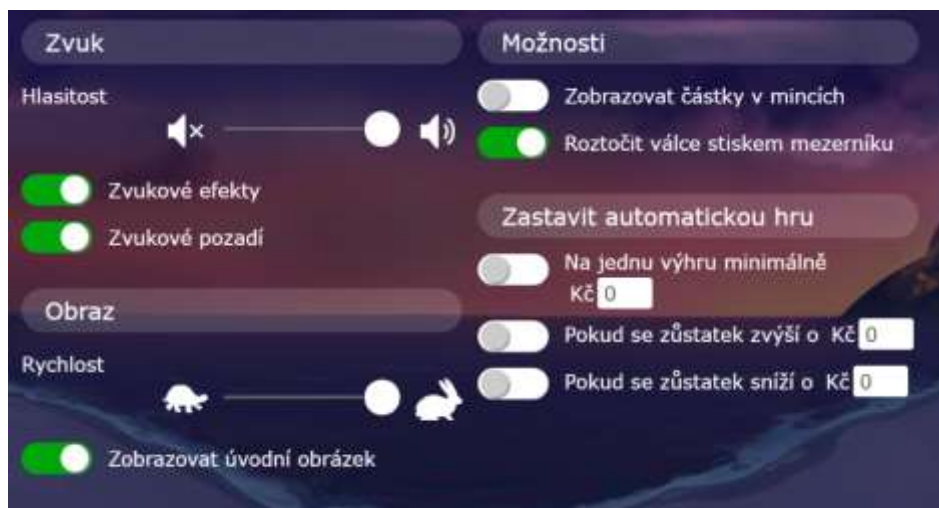 Zvuk
Hlasitost
Zvukové efekty
Zvukové pozadí
Obraz
Rychlost
Zobrazovat úvodní obrázek
Možnosti
Zobrazovat částky v mincích
Roztočit válce stiskem mezerníku
Zastavit automatickou hru
Na jednu výhru minimálně
Kč 0
Pokud se zůstatek zvýší o Kč 0
Pokud se zůstatek sníží o Kč 0